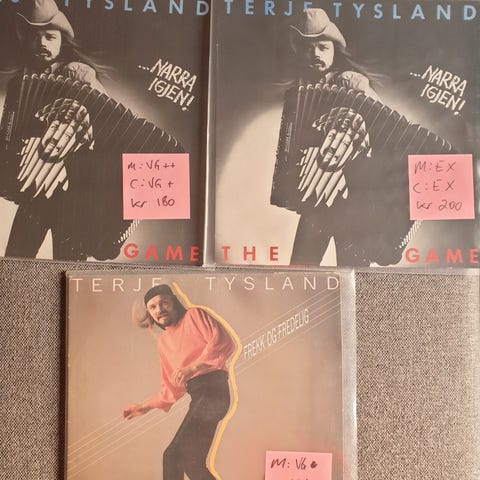 TYSLAND
...NARRA
IGJEN!
M: VG++
C: VG+
kr 180
GAME
TERJE TYSLAND
...NARRA
IGJEN!
M: EX
C: EX
kr 200
THE GAME
TERJE TYSLAND
FREKK OG FREDELIG
M: VG